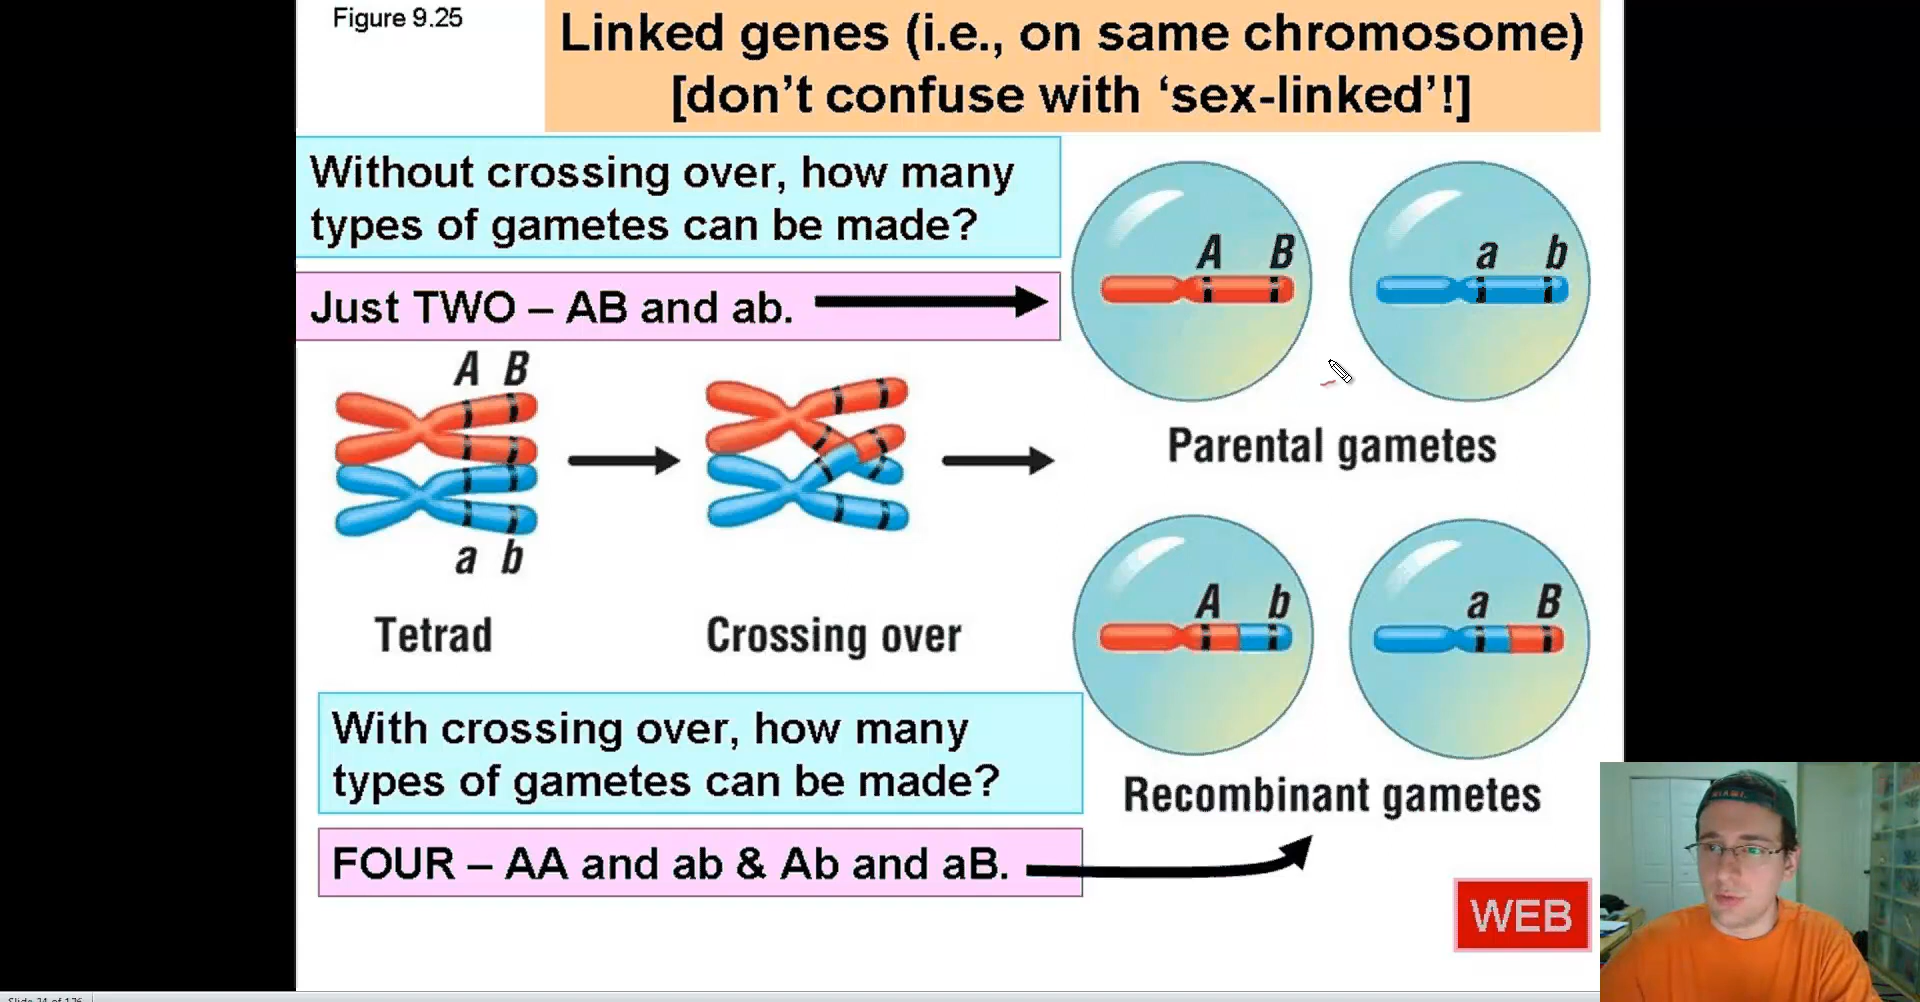 Figure 9.25
Linked genes (i.e., on same chromosome)
[don't confuse with 'sex-linked'!]
Without crossing over, how many
types of gametes can be made?
Just TWO – AB and ab.
A B
a b
Tetrad
Crossing over
A B
a b
Parental gametes
A b
a B
Recombinant gametes
With crossing over, how many
types of gametes can be made?
FOUR – AA and ab & Ab and aB.
WEB
MIAMI